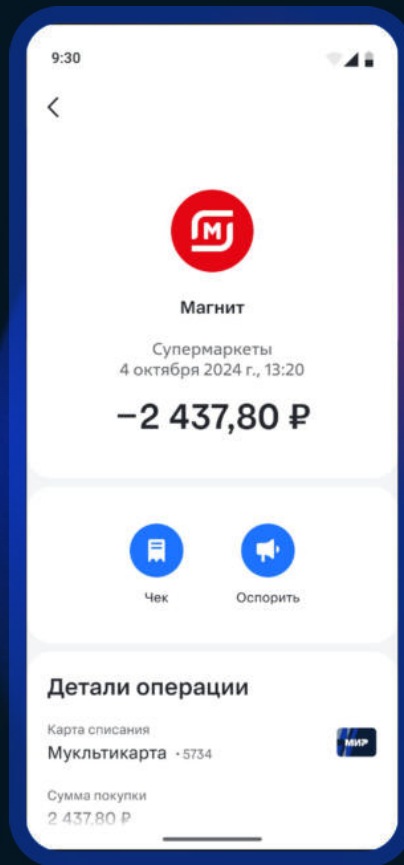 9:30
Магнит
Супермаркеты
4 октября 2024 г., 13:20
−2 437,80 ₽
Чек
Оспорить
Детали операции
Карта списания
Мукльтикарта • 5734
МИР
Сумма покупки
2 437,80 ₽